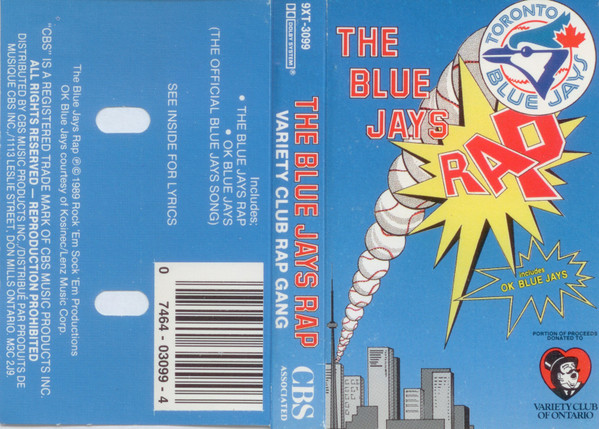 Includes:
• THE BLUE JAYS RAP
• OK BLUE JAYS
(THE OFFICIAL BLUE JAYS SONG)
SEE INSIDE FOR LYRICS
The Blue Jays Rap ℗©1989 Rock 'Em Sock 'Em Productions
OK Blue Jays courtesy of Kosinec/Lenz Music Corp.
"CBS" IS A REGISTERED TRADE MARK OF CBS MUSIC PRODUCTS INC.
ALL RIGHTS RESERVED — REPRODUCTION PROHIBITED
DISTRIBUTED BY CBS MUSIC PRODUCTS INC./DISTRIBUÉ PAR PRODUITS DE
MUSIQUE CBS INC./1113 LESLIE STREET, DON MILLS ONTARIO, M3C 2J9.
0 7464 - 03099 - 4
9XT-3099
DOLBY SYSTEM®
THE BLUE JAYS RAP
VARIETY CLUB RAP GANG
CBS
ASSOCIATED
TORONTO
BLUE JAYS
THE
BLUE
JAYS
RAP
includes
OK BLUE JAYS
PORTION OF PROCEEDS
DONATED TO
VARIETY CLUB
OF ONTARIO